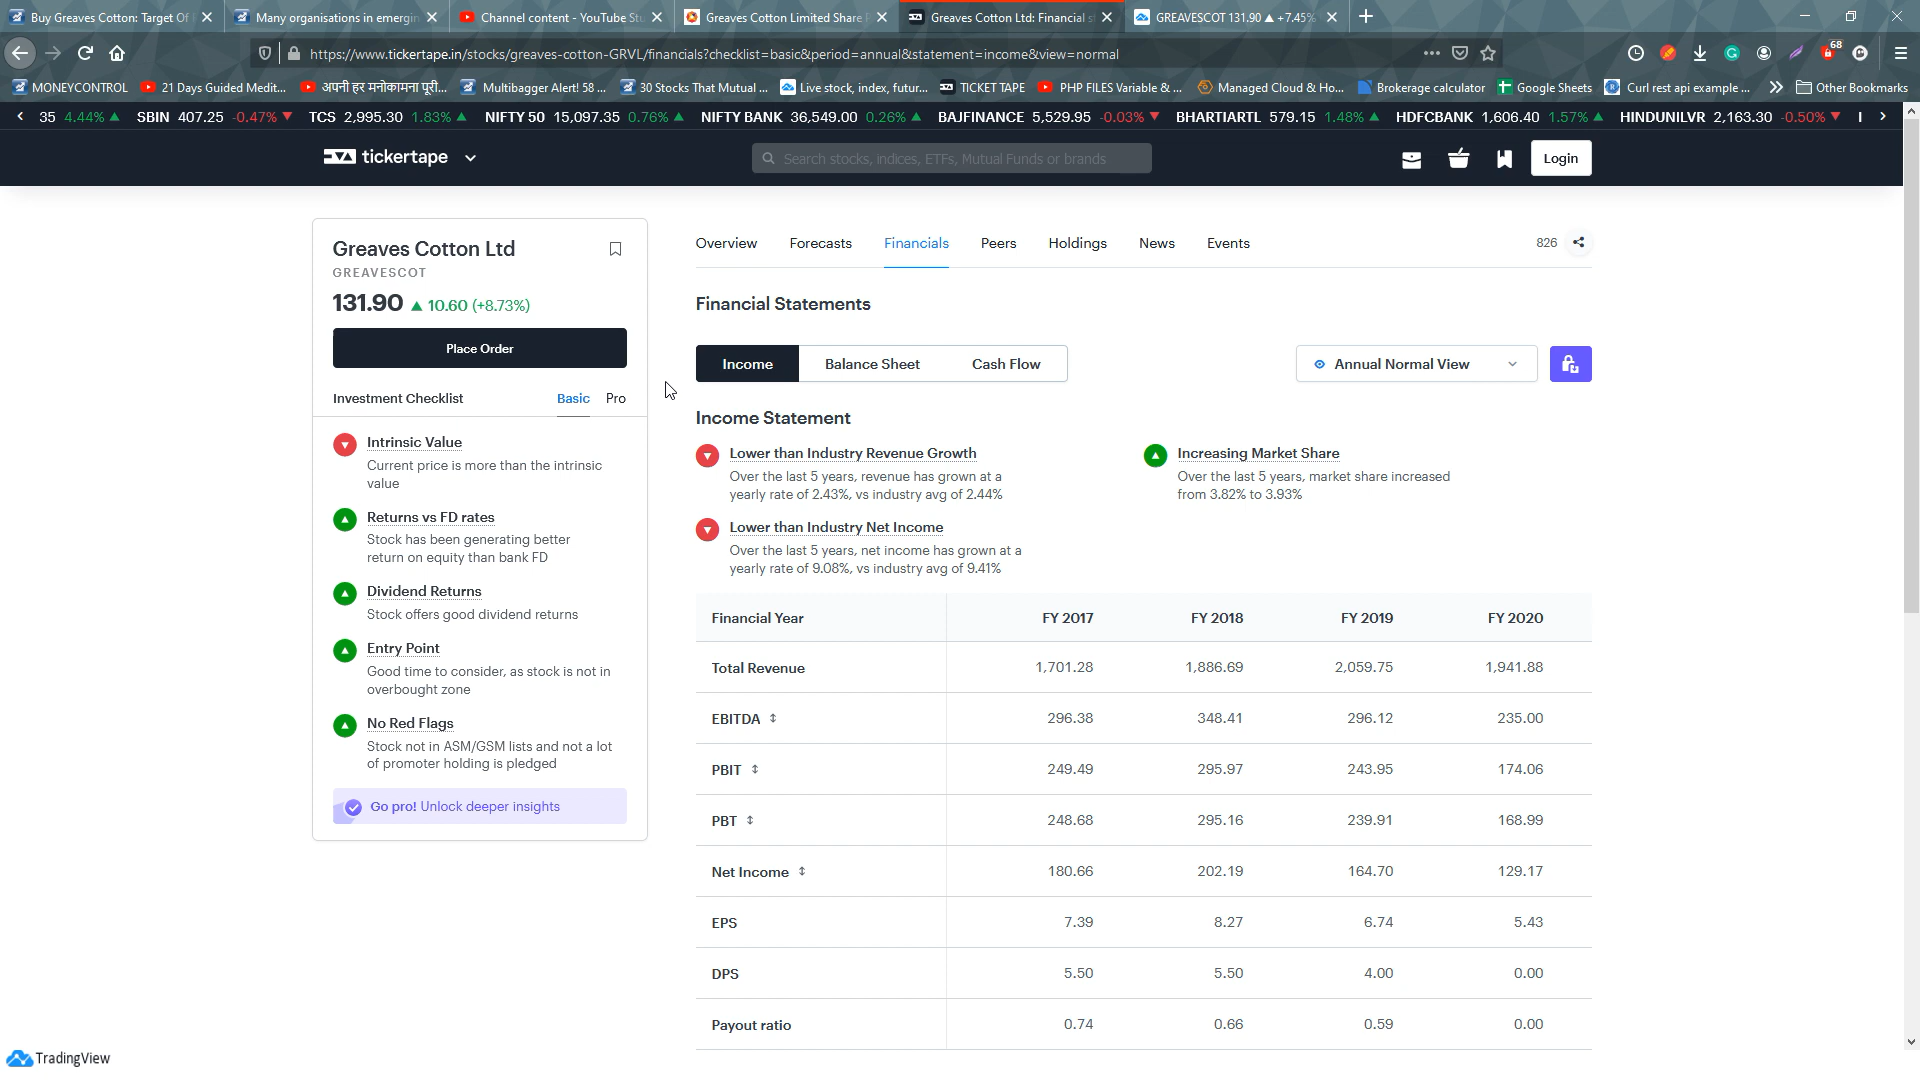 Buy Greaves Cotton: Target Of
Many organisations in emergin
Channel content - YouTube Stu
Greaves Cotton Limited Share P
Greaves Cotton Ltd: Financial s
GREAVESCOT 131.90 ▲ +7.45%
https://www.tickertape.in/stocks/greaves-cotton-GRVL/financials?checklist=basic&period=annual&statement=income&view=normal
68
MONEYCONTROL
21 Days Guided Medit...
अपनी हर मनोकामना पूरी...
Multibagger Alert! 58 ...
30 Stocks That Mutual ...
Live stock, index, futur...
TICKET TAPE
PHP FILES Variable & ...
Managed Cloud & Ho...
Brokerage calculator
Google Sheets
Curl rest api example ...
Other Bookmarks
35 4.44% ▲ SBIN 407.25 -0.47% ▼ TCS 2,995.30 1.83% ▲ NIFTY 50 15,097.35 0.76% ▲ NIFTY BANK 36,549.00 0.26% ▲ BAJFINANCE 5,529.95 -0.03% ▼ BHARTIARTL 579.15 1.48% ▲ HDFCBANK 1,606.40 1.57% ▲ HINDUNILVR 2,163.30 -0.50% ▼ I
tickertape
Search stocks, indices, ETFs, Mutual Funds or brands
Login
Greaves Cotton Ltd
GREAVESCOT
131.90 ▲ 10.60 (+8.73%)
Place Order
Investment Checklist Basic Pro
Intrinsic Value
Current price is more than the intrinsic
value
Returns vs FD rates
Stock has been generating better
return on equity than bank FD
Dividend Returns
Stock offers good dividend returns
Entry Point
Good time to consider, as stock is not in
overbought zone
No Red Flags
Stock not in ASM/GSM lists and not a lot
of promoter holding is pledged
Go pro! Unlock deeper insights
Overview Forecasts Financials Peers Holdings News Events 826
Financial Statements
Income Balance Sheet Cash Flow Annual Normal View
Income Statement
Lower than Industry Revenue Growth
Over the last 5 years, revenue has grown at a
yearly rate of 2.43%, vs industry avg of 2.44%
Increasing Market Share
Over the last 5 years, market share increased
from 3.82% to 3.93%
Lower than Industry Net Income
Over the last 5 years, net income has grown at a
yearly rate of 9.08%, vs industry avg of 9.41%
Financial Year FY 2017 FY 2018 FY 2019 FY 2020
Total Revenue 1,701.28 1,886.69 2,059.75 1,941.88
EBITDA 296.38 348.41 296.12 235.00
PBIT 249.49 295.97 243.95 174.06
PBT 248.68 295.16 239.91 168.99
Net Income 180.66 202.19 164.70 129.17
EPS 7.39 8.27 6.74 5.43
DPS 5.50 5.50 4.00 0.00
Payout ratio 0.74 0.66 0.59 0.00
TradingView